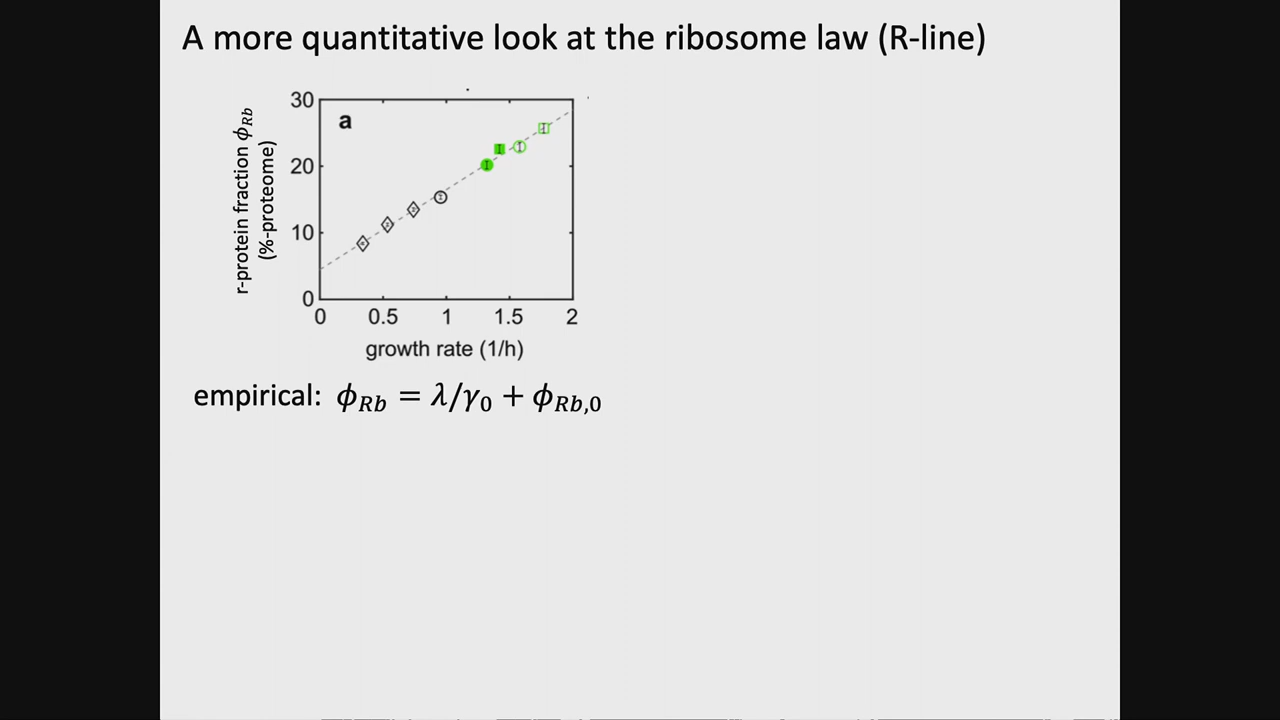 A more quantitative look at the ribosome law (R-line)
r-protein fraction ϕ_Rb
(%-proteome)
a
30
20
10
0
0 0.5 1 1.5 2
growth rate (1/h)
empirical: ϕ_Rb = λ/γ_0 + ϕ_Rb,0